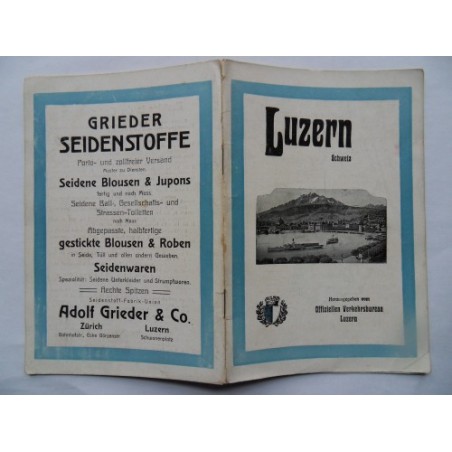 GRIEDER
SEIDENSTOFFE
Porto- und zollfreier Versand
Muster zu Diensten
Seidene Blousen & Jupons
fertig und nach Mass
Seidene Ball-, Gesellschafts- und
Strassen-Toiletten
nach Mass
Abgepasste, halbfertige
gestickte Blousen & Roben
in Seide, Tüll und allen andern Geweben.
Seidenwaren
Spezialität: Seidene Unterkleider und Strumpfwaren.
Aechte Spitzen
Seidenstoff-Fabrik-Union
Adolf Grieder & Co.
Zürich
Luzern
Schwanenplatz
Luzern
Schweiz
Herausgegeben vom
Offiziellen Verkehrsbureau
Luzern